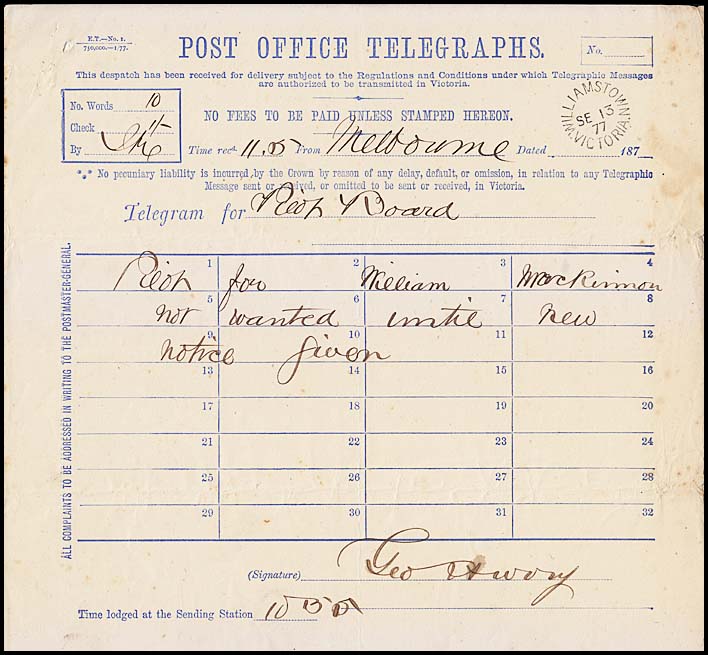 E.T.—No. 1.
750,000.—1/77.
POST OFFICE TELEGRAPHS.
No.
This despatch has been received for delivery subject to the Regulations and Conditions under which Telegraphic Messages
are authorized to be transmitted in Victoria.
No. Words 10
Check
By
NO FEES TO BE PAID UNLESS STAMPED HEREON.
WILLIAMSTOWN
SE 13
77
VICTORIA
Time recd. 11.5 From Melbourne Dated 187
*** No pecuniary liability is incurred by the Crown by reason of any delay, default, or omission, in relation to any Telegraphic
Message sent or received, or omitted to be sent or received, in Victoria.
Telegram for Pilot Board
ALL COMPLAINTS TO BE ADDRESSED IN WRITING TO THE POSTMASTER-GENERAL.
1 2 3 4
Pilot for William MacKinnon
5 6 7 8
not wanted until new
9 10 11 12
notice given
13 14 15 16
17 18 19 20
21 22 23 24
25 26 27 28
29 30 31 32
(Signature) Geo
Time lodged at the Sending Station 10